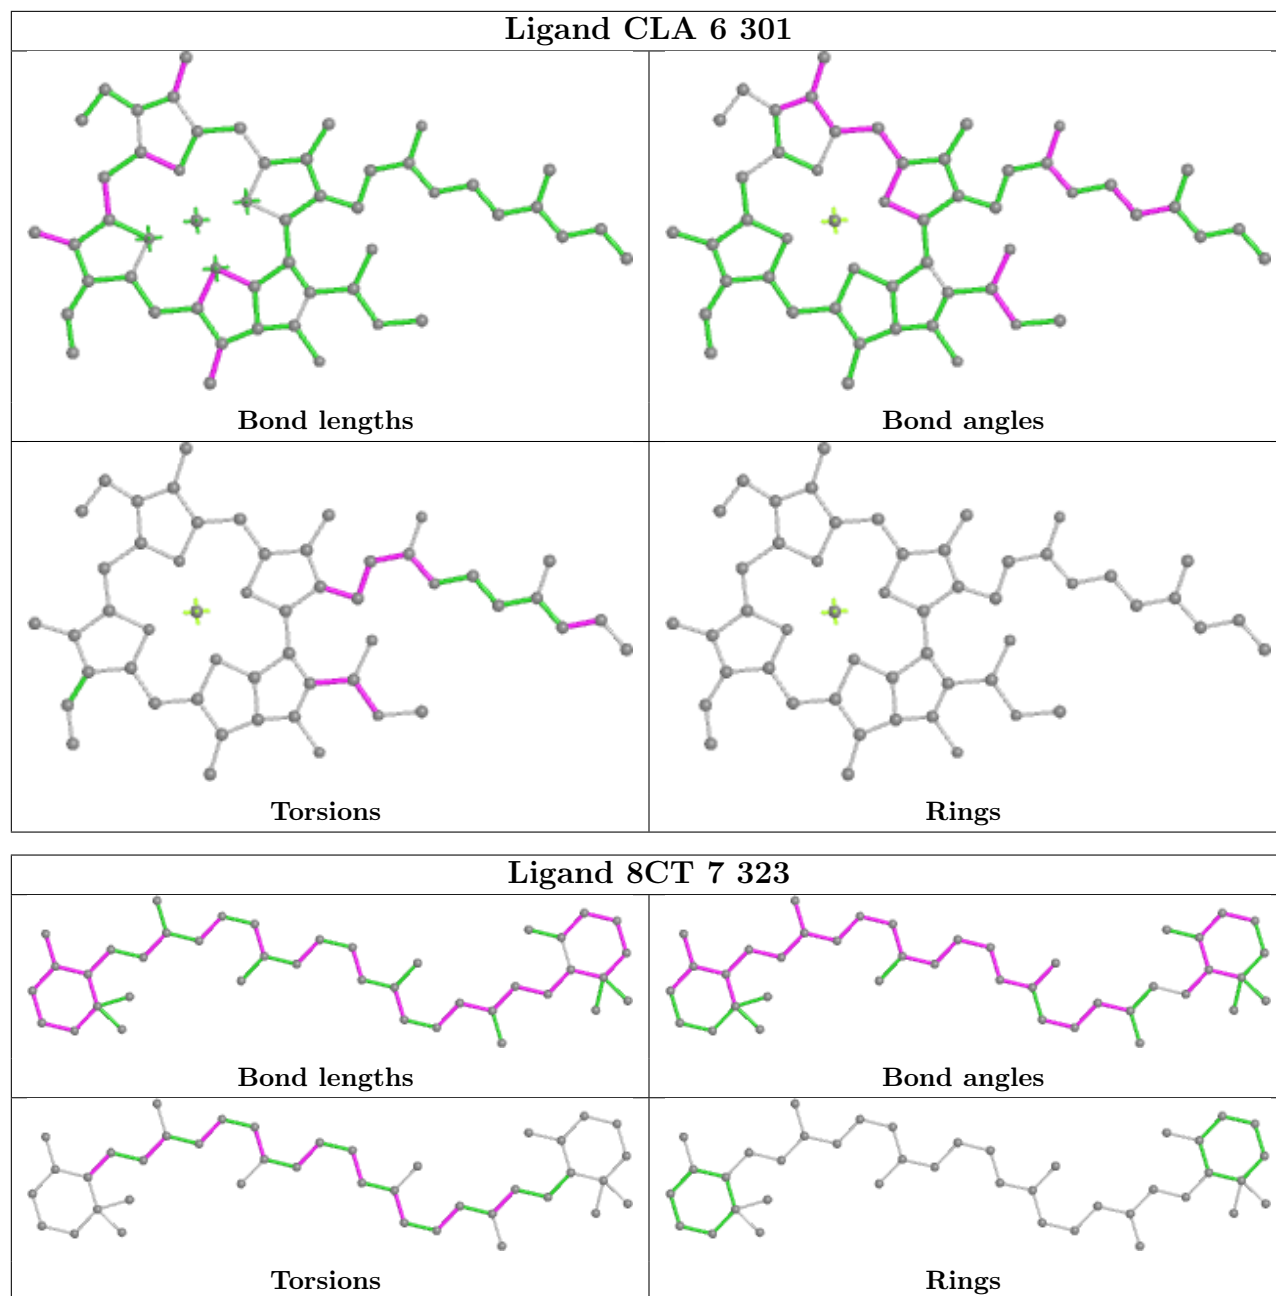 Ligand CLA 6 301
Bond lengths
Bond angles
Torsions
Rings
Ligand 8CT 7 323
Bond lengths
Bond angles
Torsions
Rings